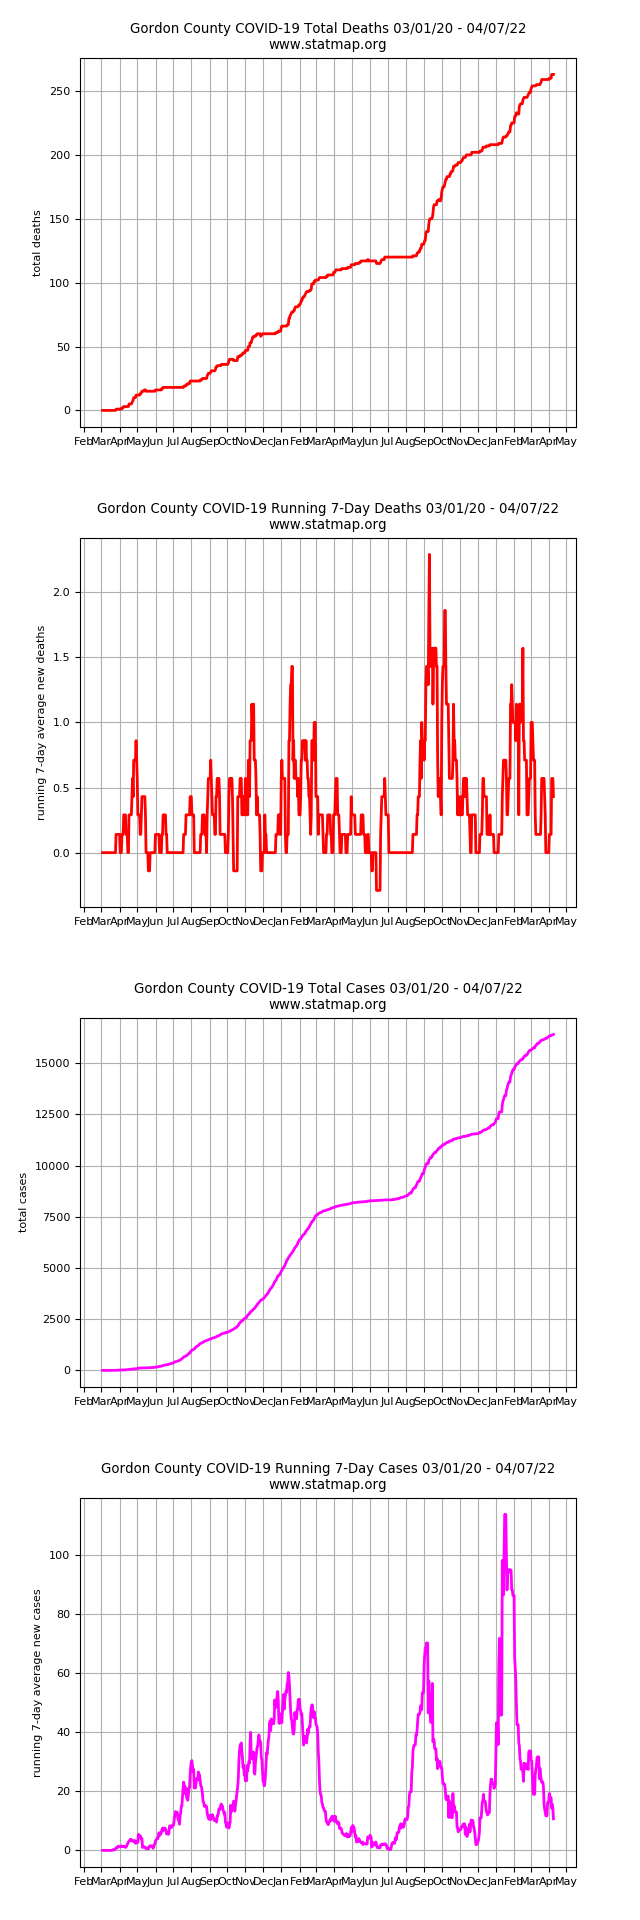 Gordon County COVID-19 Total Deaths 03/01/20 - 04/07/22
www.statmap.org
250
200
150
100
50
0
total deaths
Feb Mar Apr May Jun Jul Aug Sep Oct Nov Dec Jan Feb Mar Apr May Jun Jul Aug Sep Oct Nov Dec Jan Feb Mar Apr May
Gordon County COVID-19 Running 7-Day Deaths 03/01/20 - 04/07/22
www.statmap.org
2.0
1.5
1.0
0.5
0.0
running 7-day average new deaths
Feb Mar Apr May Jun Jul Aug Sep Oct Nov Dec Jan Feb Mar Apr May Jun Jul Aug Sep Oct Nov Dec Jan Feb Mar Apr May
Gordon County COVID-19 Total Cases 03/01/20 - 04/07/22
www.statmap.org
15000
12500
10000
7500
5000
2500
0
total cases
Feb Mar Apr May Jun Jul Aug Sep Oct Nov Dec Jan Feb Mar Apr May Jun Jul Aug Sep Oct Nov Dec Jan Feb Mar Apr May
Gordon County COVID-19 Running 7-Day Cases 03/01/20 - 04/07/22
www.statmap.org
100
80
60
40
20
0
running 7-day average new cases
Feb Mar Apr May Jun Jul Aug Sep Oct Nov Dec Jan Feb Mar Apr May Jun Jul Aug Sep Oct Nov Dec Jan Feb Mar Apr May